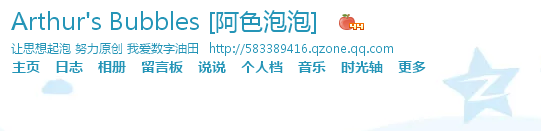 Arthur's Bubbles [阿色泡泡] 44
让思想起泡 努力原创 我爱数字油田 http://583389416.qzone.qq.com
主页 日志 相册 留言板 说说 个人档 音乐 时光轴 更多